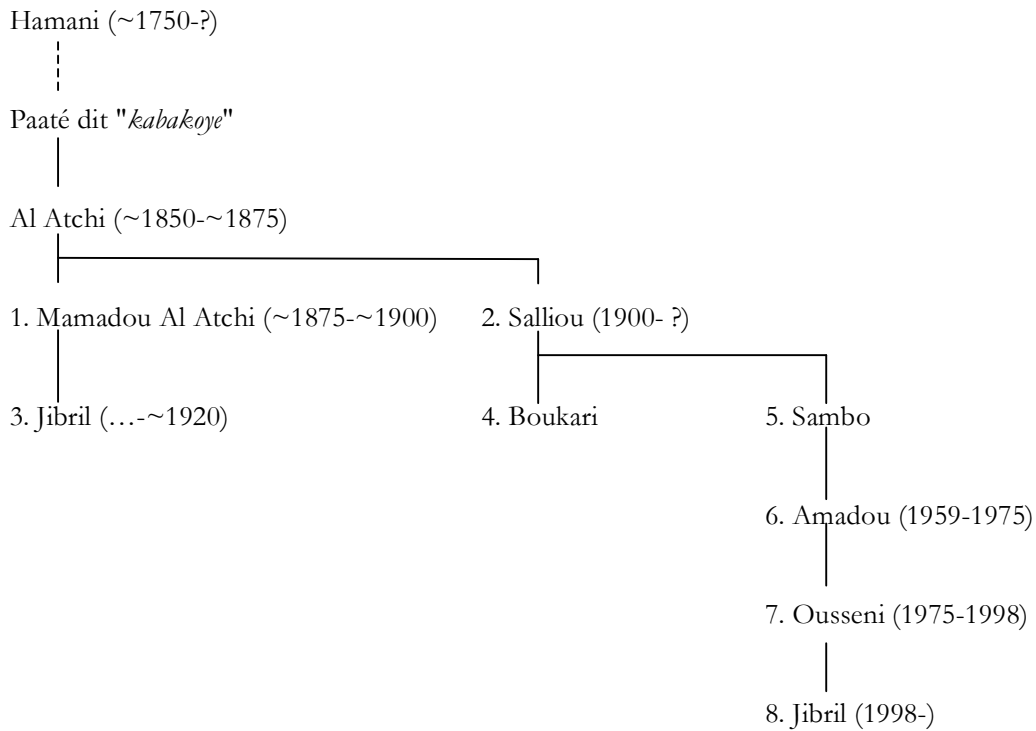 Hamani (~1750-?)
Paaté dit "kabakoye"
Al Atchi (~1850-~1875)
1. Mamadou Al Atchi (~1875-~1900) 2. Salliou (1900- ?)
3. Jibril (…-~1920) 4. Boukari 5. Sambo
6. Amadou (1959-1975)
7. Ousseni (1975-1998)
8. Jibril (1998-)